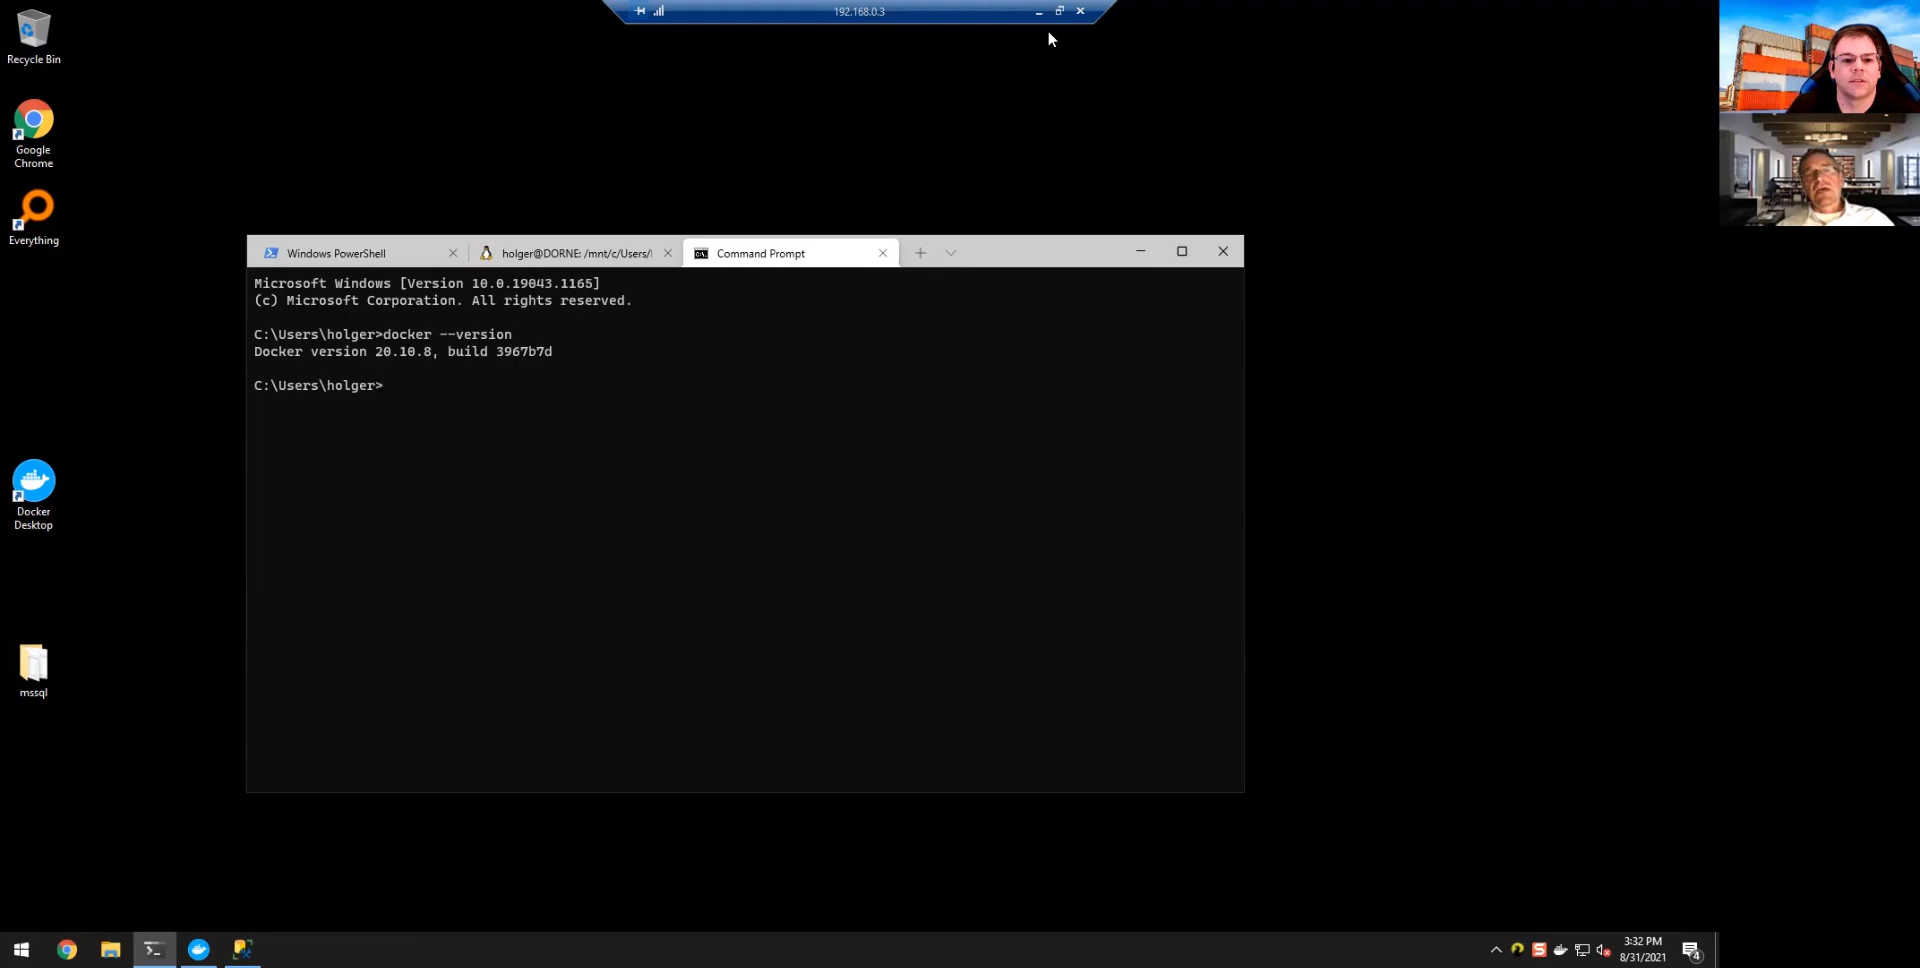 192.168.0.3
Recycle Bin
Google
Chrome
Everything
Docker
Desktop
mssql
Windows PowerShell
holger@DORNE: /mnt/c/Users/
Command Prompt
Microsoft Windows [Version 10.0.19043.1165]
(c) Microsoft Corporation. All rights reserved.
C:\Users\holger>docker --version
Docker version 20.10.8, build 3967b7d
C:\Users\holger>
3:32 PM
8/31/2021
4